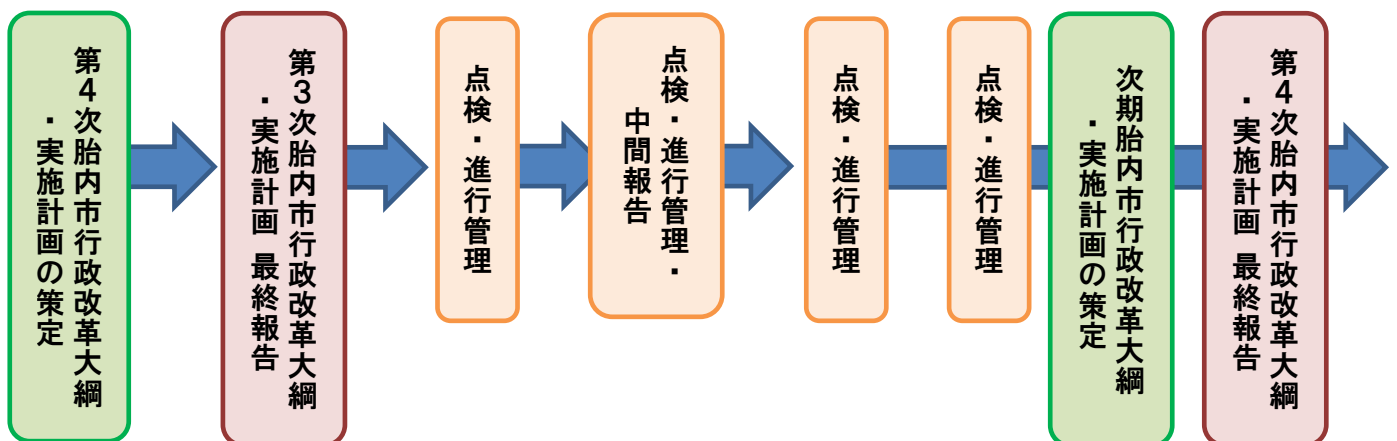 第４次胎内市行政改革大綱
・実施計画の策定
第３次胎内市行政改革大綱
・実施計画 最終報告
点検・進行管理
点検・進行管理・
中間報告
点検・進行管理
点検・進行管理
次期胎内市行政改革大綱
・実施計画の策定
第４次胎内市行政改革大綱
・実施計画 最終報告